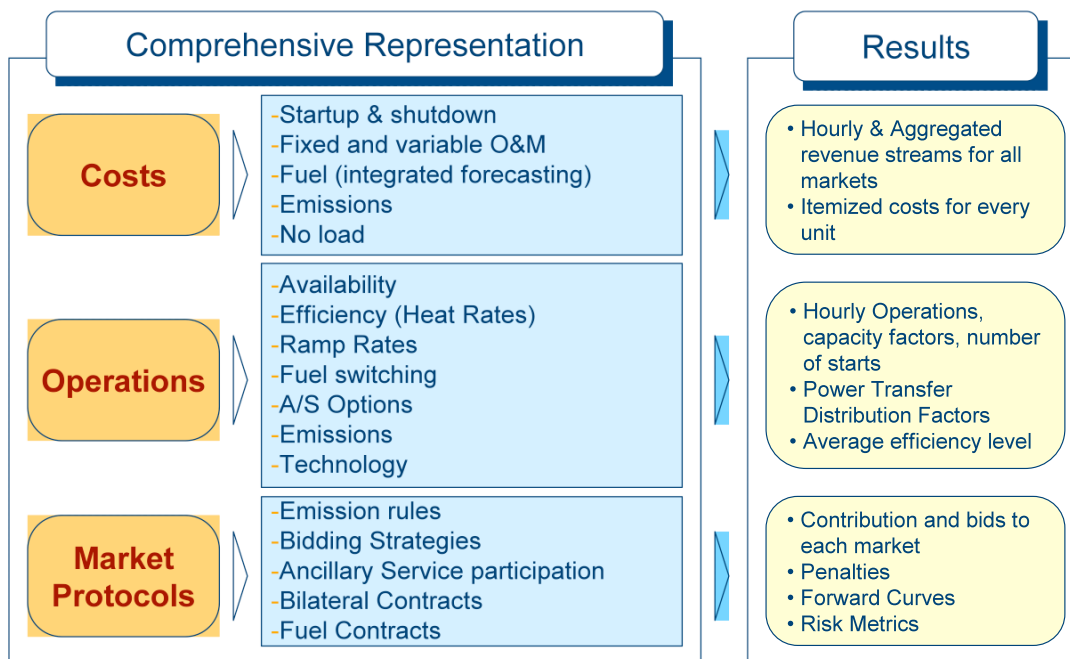 Comprehensive Representation
Results
Costs
-Startup & shutdown
-Fixed and variable O&M
-Fuel (integrated forecasting)
-Emissions
-No load
• Hourly & Aggregated
revenue streams for all
markets
• Itemized costs for every
unit
Operations
-Availability
-Efficiency (Heat Rates)
-Ramp Rates
-Fuel switching
-A/S Options
-Emissions
-Technology
• Hourly Operations,
capacity factors, number
of starts
• Power Transfer
Distribution Factors
• Average efficiency level
Market
Protocols
-Emission rules
-Bidding Strategies
-Ancillary Service participation
-Bilateral Contracts
-Fuel Contracts
• Contribution and bids to
each market
• Penalties
• Forward Curves
• Risk Metrics